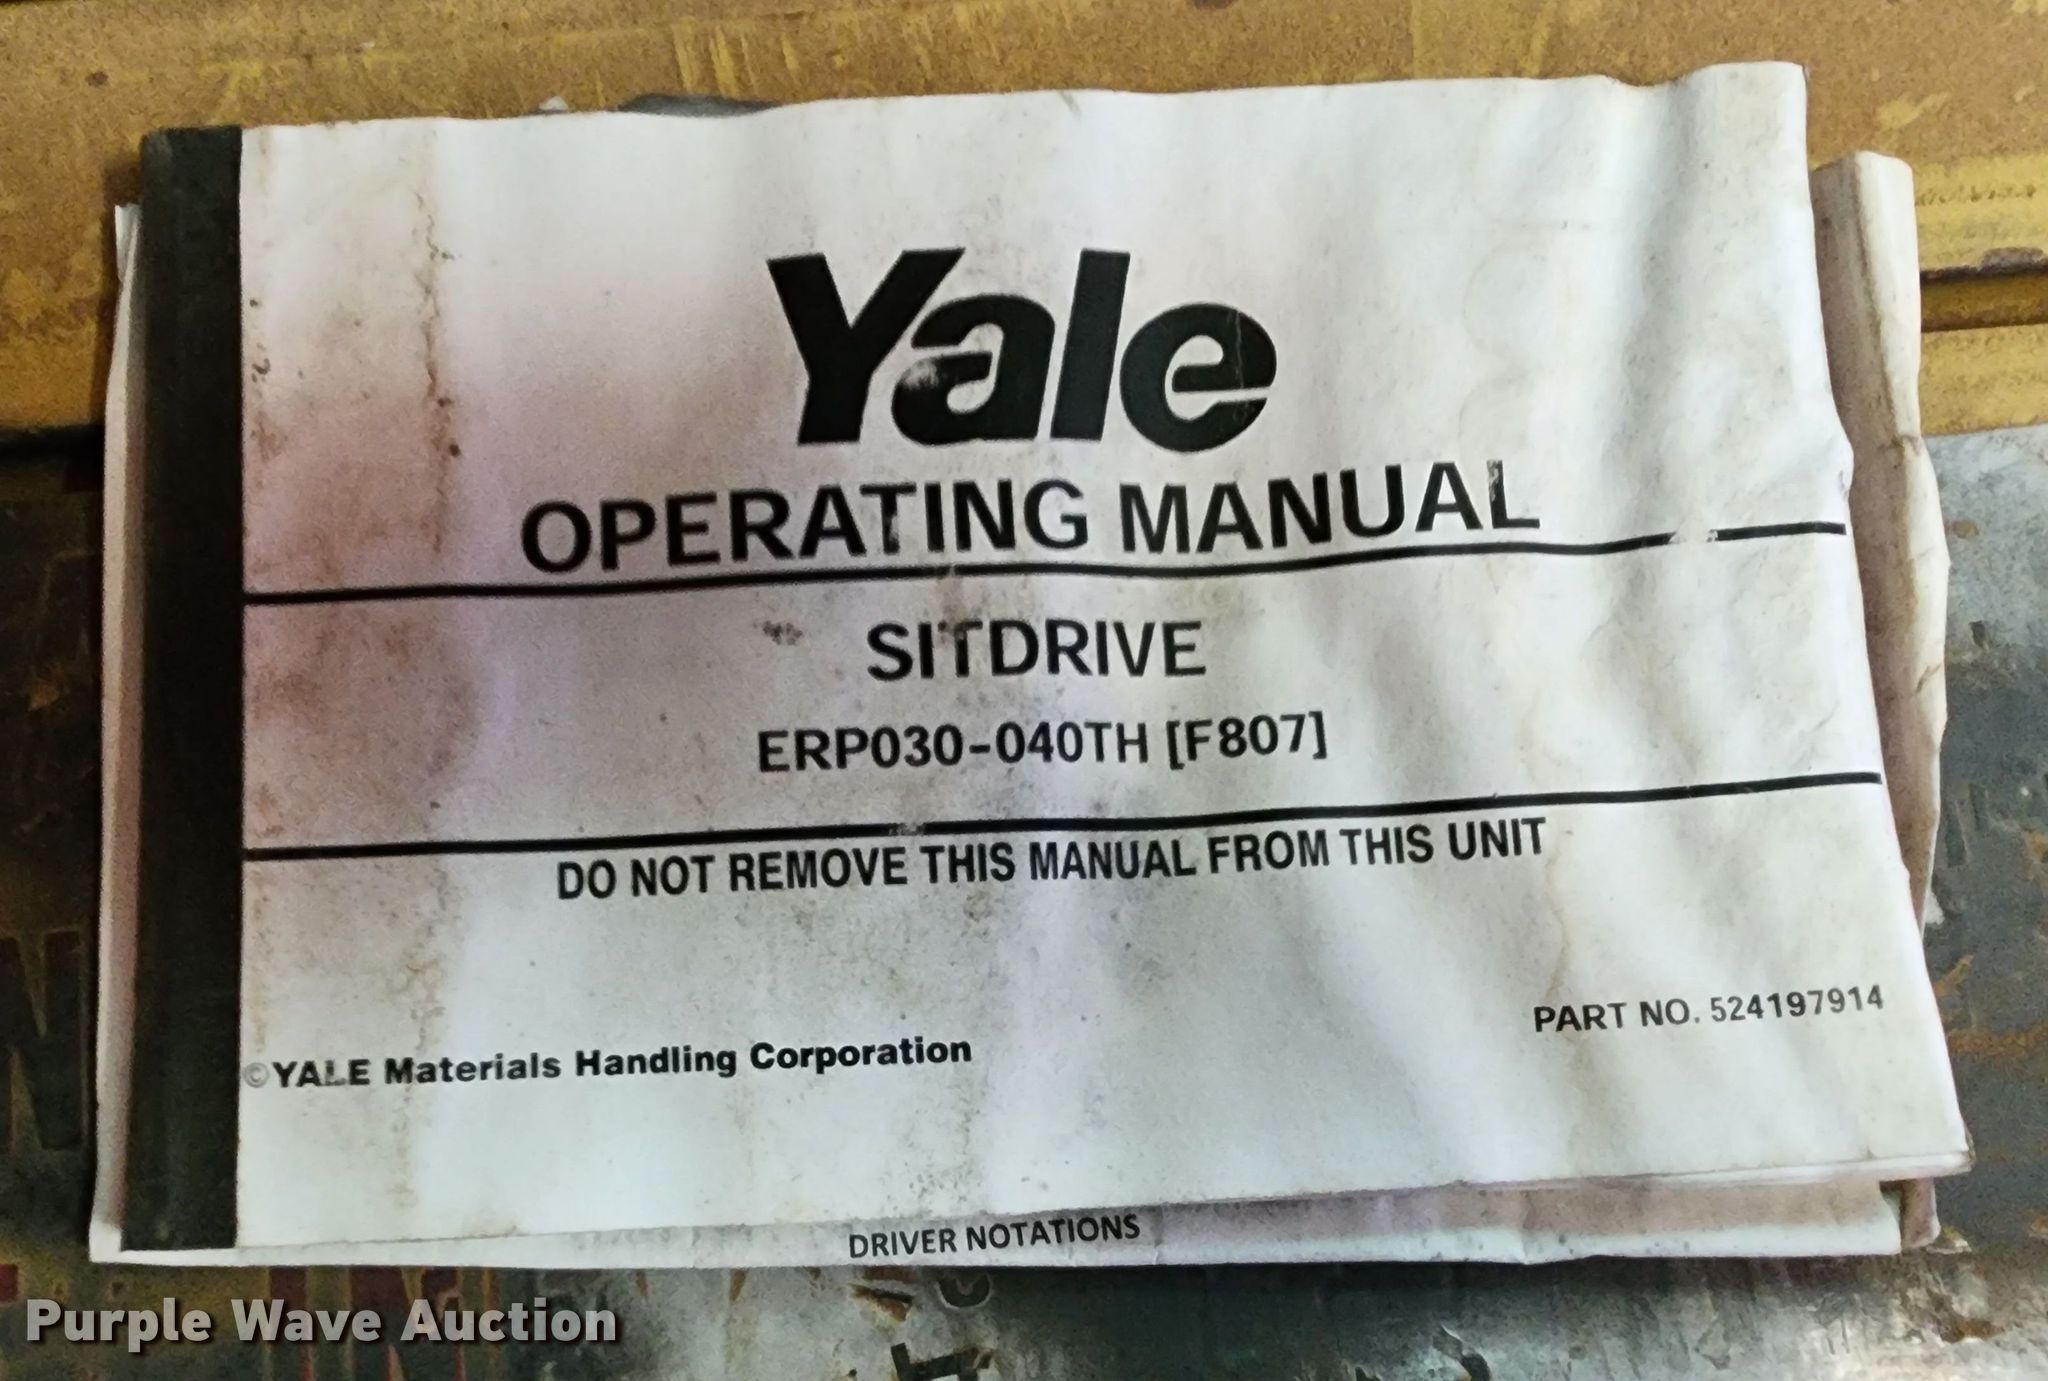 Yale
OPERATING MANUAL
SITDRIVE
ERP030-040TH [F807]
DO NOT REMOVE THIS MANUAL FROM THIS UNIT
PART NO. 524197914
©YALE Materials Handling Corporation
DRIVER NOTATIONS
Purple Wave Auction